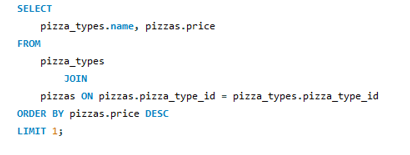 SELECT
    pizza_types.name, pizzas.price
FROM
    pizza_types
        JOIN
    pizzas ON pizzas.pizza_type_id = pizza_types.pizza_type_id
ORDER BY pizzas.price DESC
LIMIT 1;